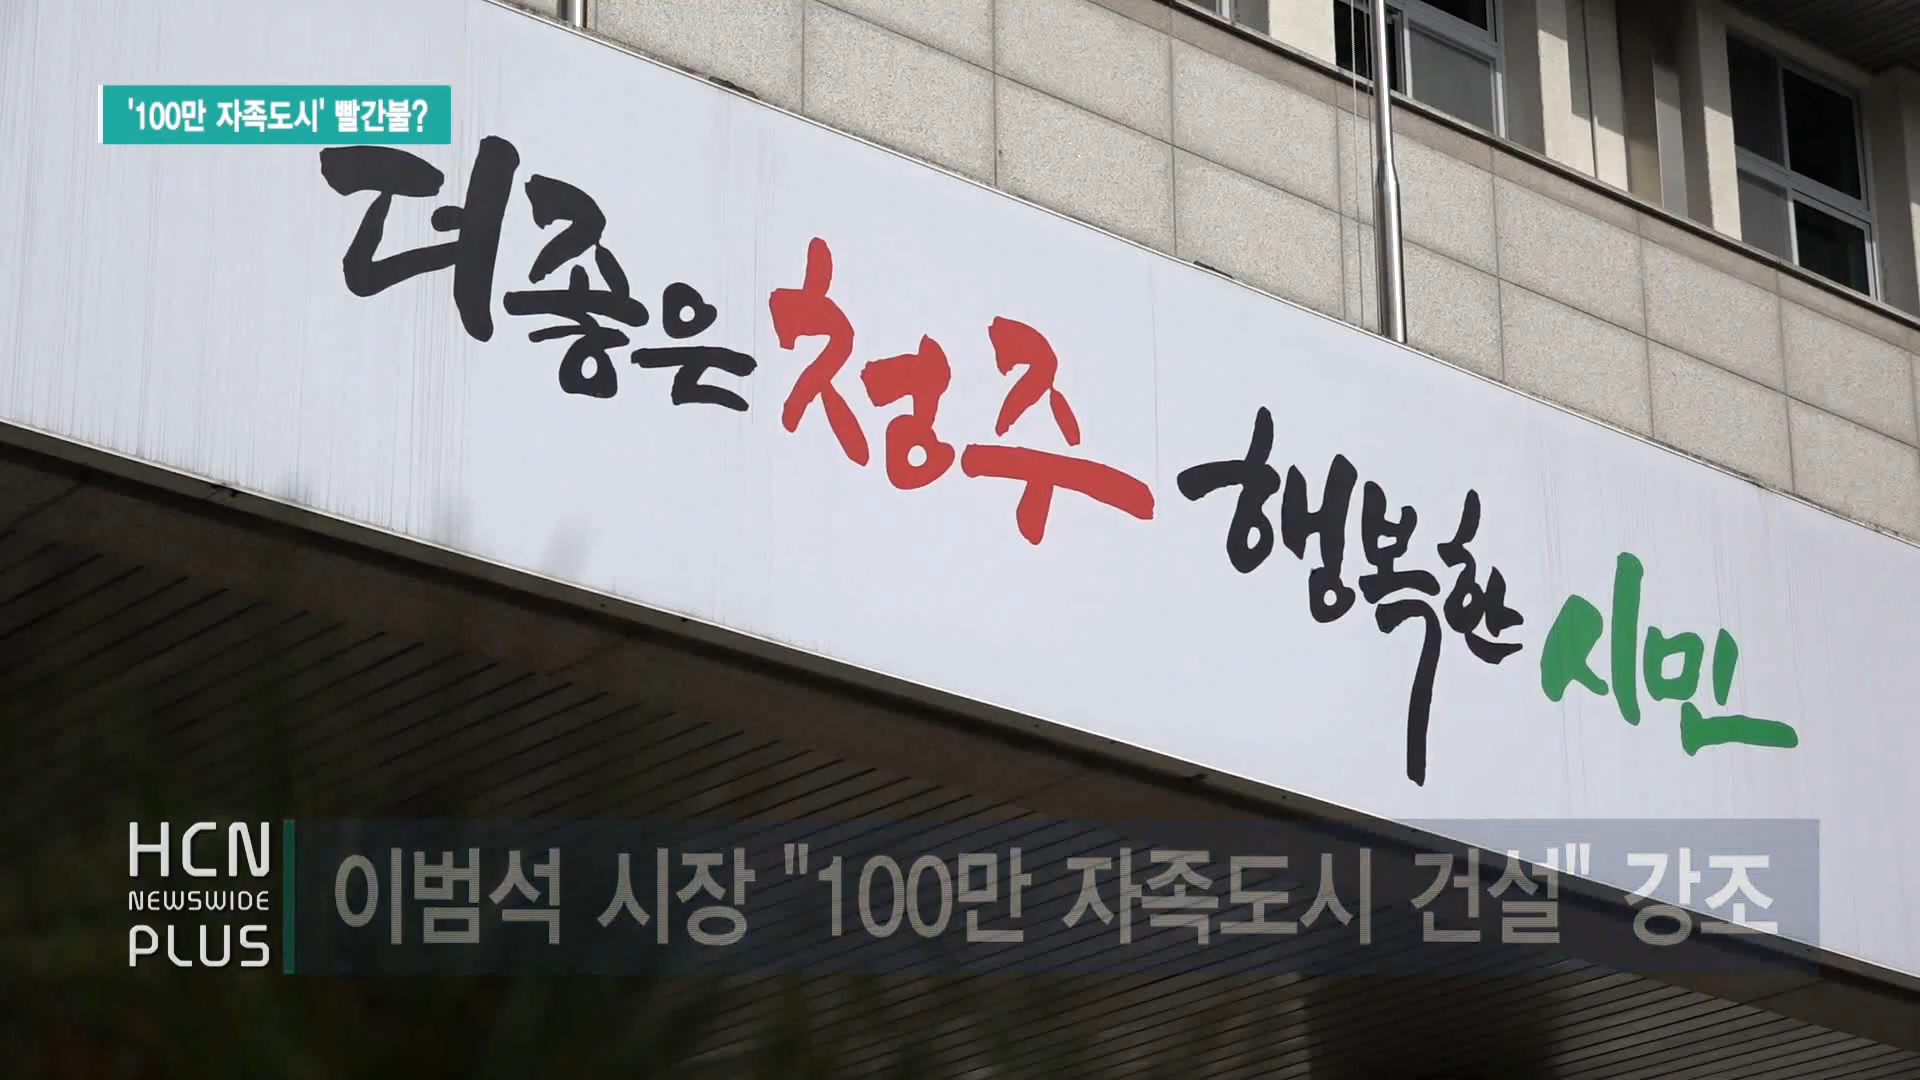 '100만 자족도시' 빨간불?
더 좋은 청주 행복한 시민
HCN
NEWSWIDE
PLUS
이범석 시장 "100만 자족도시 건설" 강조